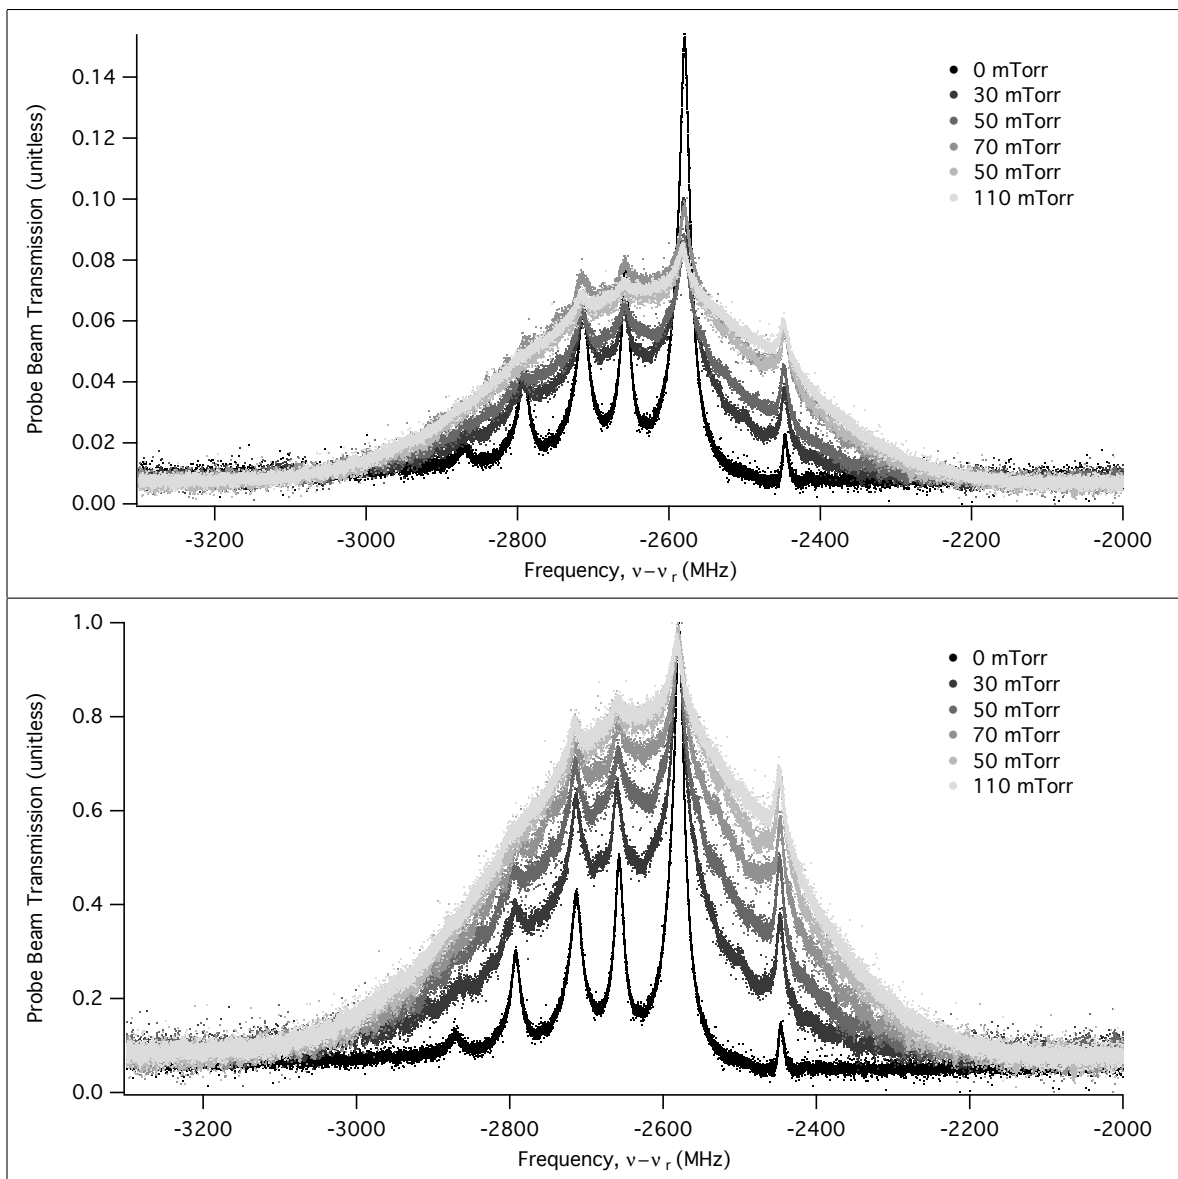 0.14
0.12
0.10
0.08
0.06
0.04
0.02
0.00
Probe Beam Transmission (unitless)
0 mTorr
30 mTorr
50 mTorr
70 mTorr
50 mTorr
110 mTorr
-3200 -3000 -2800 -2600 -2400 -2200 -2000
Frequency, ν−ν r (MHz)
1.0
0.8
0.6
0.4
0.2
0.0
Probe Beam Transmission (unitless)
0 mTorr
30 mTorr
50 mTorr
70 mTorr
50 mTorr
110 mTorr
-3200 -3000 -2800 -2600 -2400 -2200 -2000
Frequency, ν−ν r (MHz)